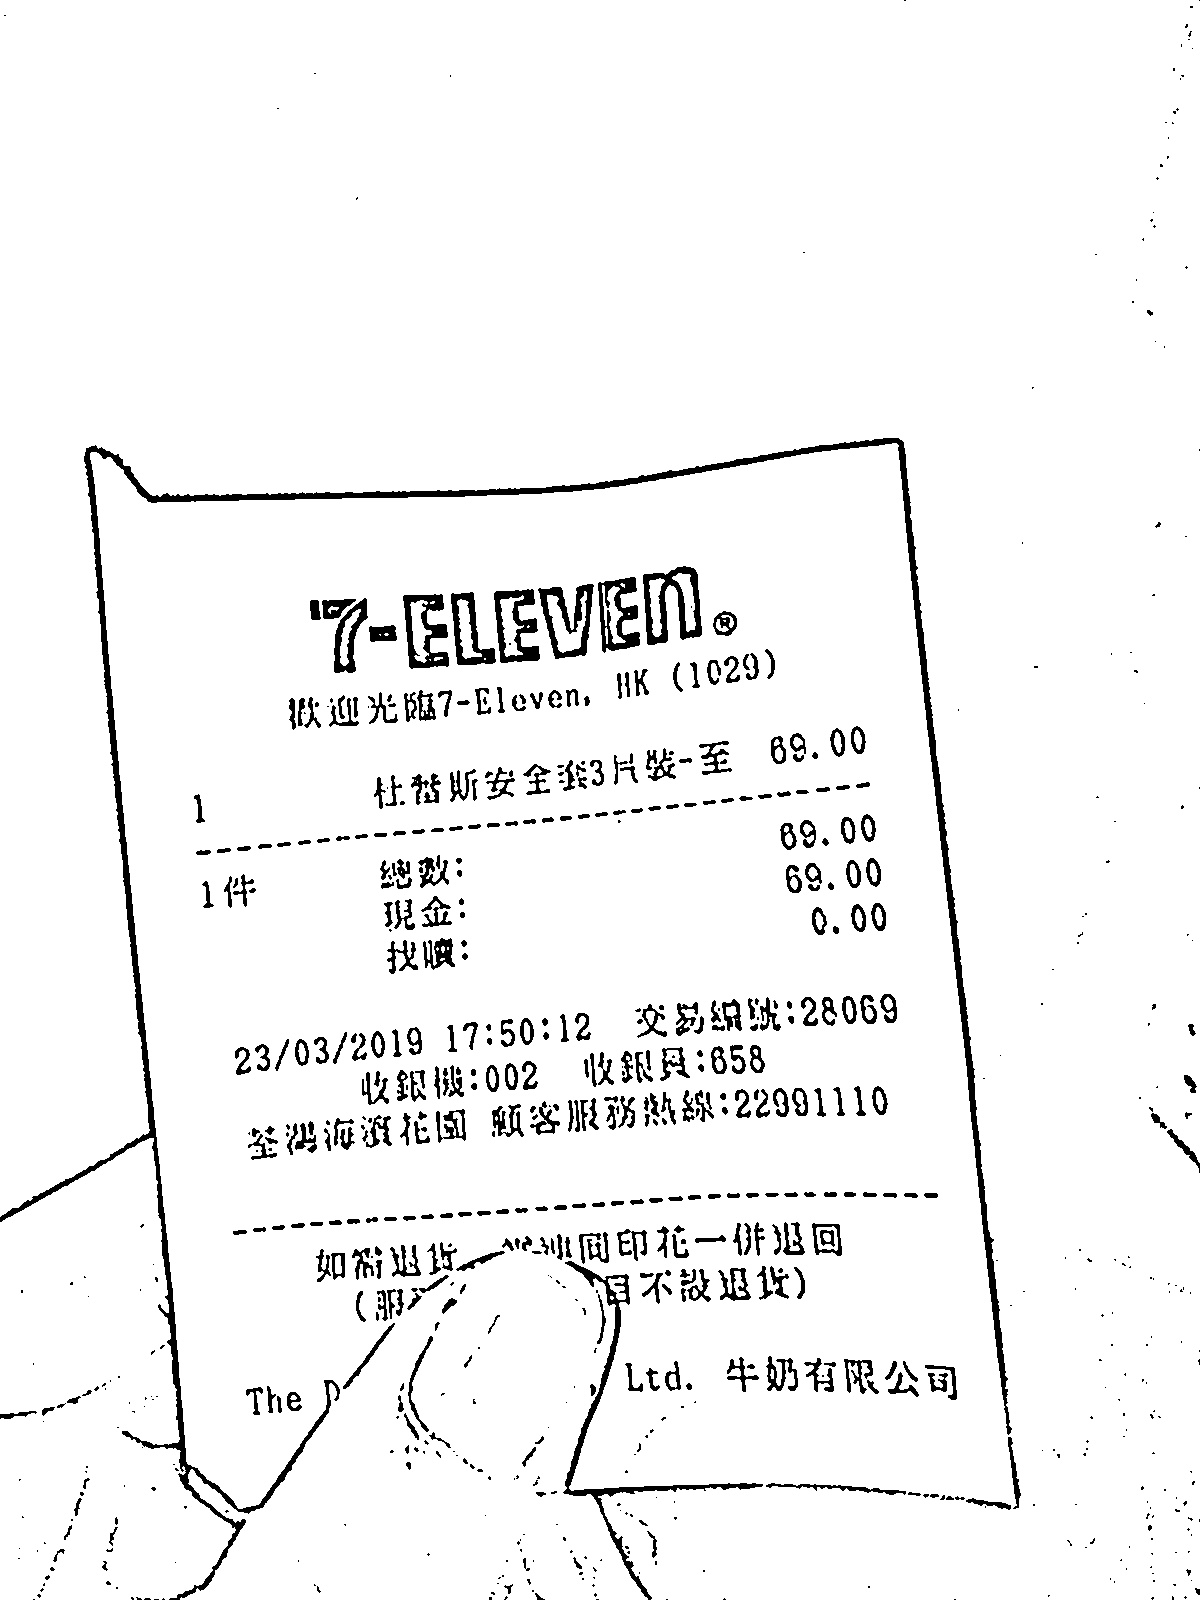 7-ELEVEN®
歡迎光臨7-Eleven, HK (1029)
1 杜蕾斯安全套3片裝-至 69.00
1件 總數: 69.00
現金: 69.00
找贖: 0.00
23/03/2019 17:50:12 交易編號:28069
收銀機:002 收銀員:658
荃灣海濱花園 顧客服務熱線:22991110
如需退貨 連同印花一併退回
(服 不設退貨)
The Ltd. 牛奶有限公司